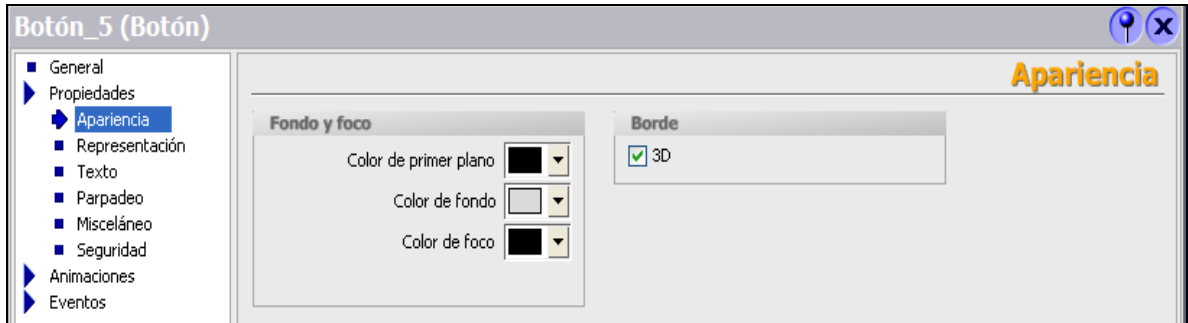 Botón_5 (Botón)
General
Propiedades
Apariencia
Representación
Texto
Parpadeo
Misceláneo
Seguridad
Animaciones
Eventos
Apariencia
Fondo y foco
Color de primer plano
Color de fondo
Color de foco
Borde
3D